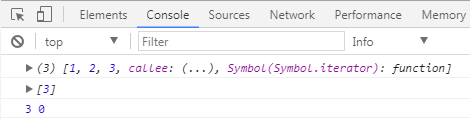 Elements Console Sources Network Performance Memory
top Filter Info
(3) [1, 2, 3, callee: (...), Symbol(Symbol.iterator): function]
[3]
3 0